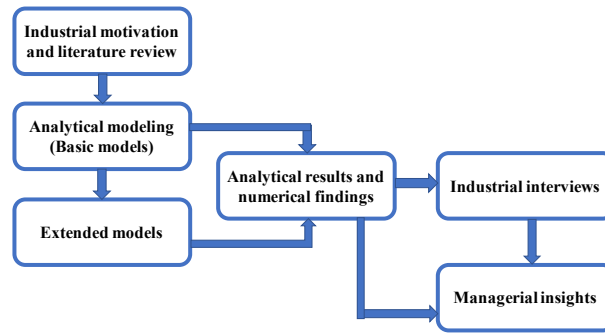 Industrial motivation
and literature review
Analytical modeling
(Basic models)
Extended models
Analytical results and
numerical findings
Industrial interviews
Managerial insights